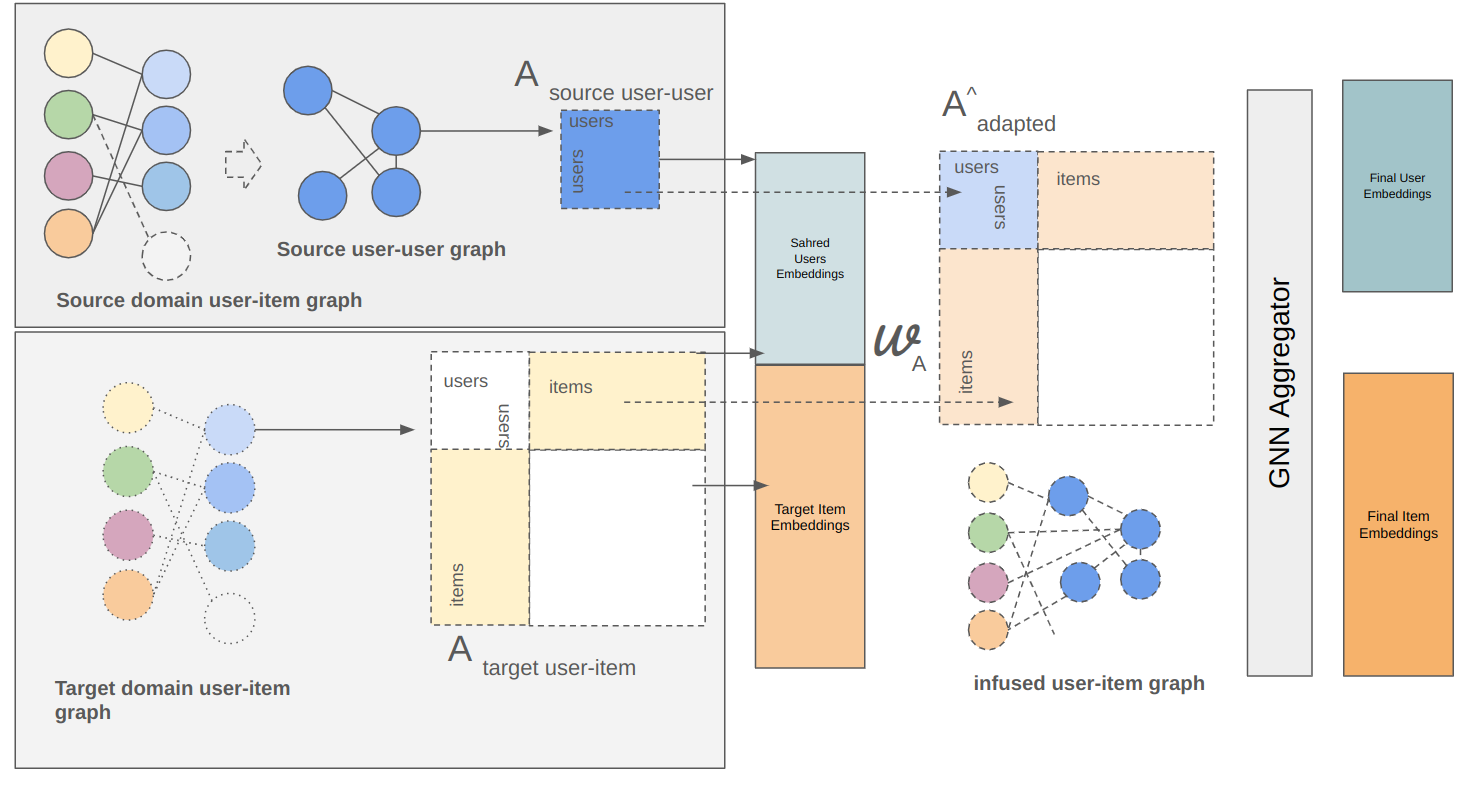 A
source user-user
users
users
Source user-user graph
Source domain user-item graph
A^
adapted
users
users
items
items
Sahred
Users
Embeddings
W
A
Target Item
Embeddings
users
users
items
items
A
target user-item
Target domain user-item
graph
infused user-item graph
GNN Aggregator
Final User
Embeddings
Final Item
Embeddings